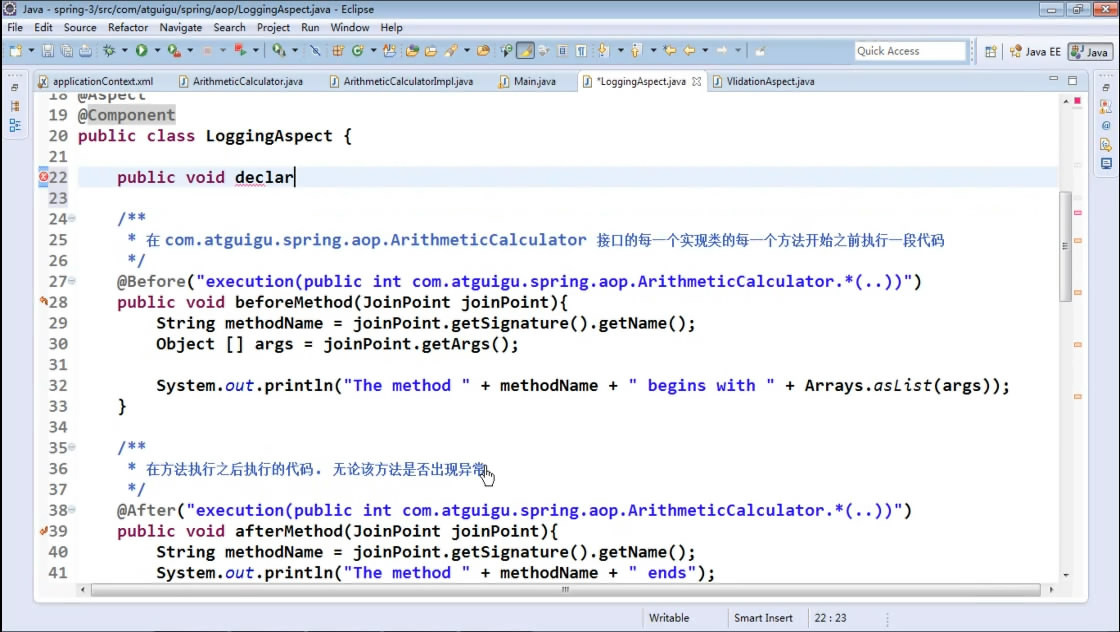 Java - spring-3/src/com/atguigu/spring/aop/LoggingAspect.java - Eclipse
File Edit Source Refactor Navigate Search Project Run Window Help
Quick Access Java EE Java
applicationContext.xml ArithmeticCalculator.java ArithmeticCalculatorImpl.java Main.java *LoggingAspect.java VlidationAspect.java
18 @Aspect
19 @Component
20 public class LoggingAspect {
21
22 public void declar
23
24 /**
25 * 在 com.atguigu.spring.aop.ArithmeticCalculator 接口的每一个实现类的每一个方法开始之前执行一段代码
26 */
27 @Before("execution(public int com.atguigu.spring.aop.ArithmeticCalculator.*(..))")
28 public void beforeMethod(JoinPoint joinPoint){
29 String methodName = joinPoint.getSignature().getName();
30 Object [] args = joinPoint.getArgs();
31
32 System.out.println("The method " + methodName + " begins with " + Arrays.asList(args));
33 }
34
35 /**
36 * 在方法执行之后执行的代码. 无论该方法是否出现异常
37 */
38 @After("execution(public int com.atguigu.spring.aop.ArithmeticCalculator.*(..))")
39 public void afterMethod(JoinPoint joinPoint){
40 String methodName = joinPoint.getSignature().getName();
41 System.out.println("The method " + methodName + " ends");
Writable Smart Insert 22 : 23